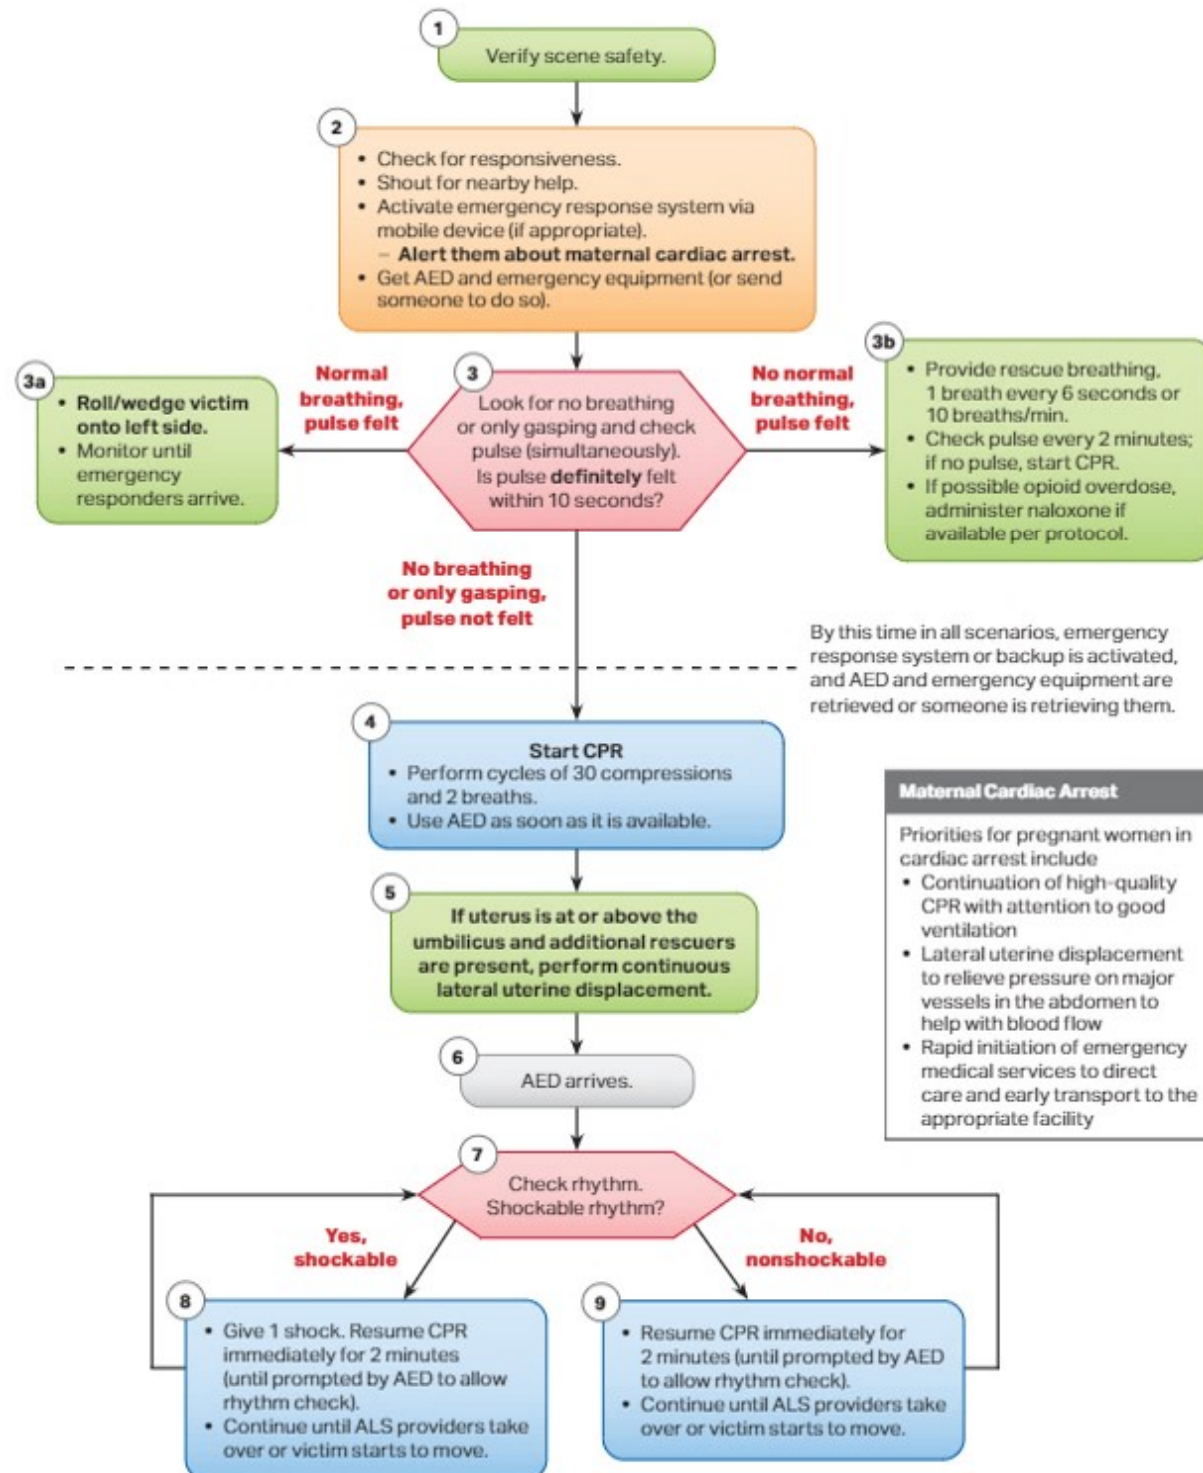 1
Verify scene safety.
2
• Check for responsiveness.
• Shout for nearby help.
• Activate emergency response system via
mobile device (if appropriate).
– Alert them about maternal cardiac arrest.
• Get AED and emergency equipment (or send
someone to do so).
3a
• Roll/wedge victim
onto left side.
• Monitor until
emergency
responders arrive.
Normal
breathing,
pulse felt
3
Look for no breathing
or only gasping and check
pulse (simultaneously).
Is pulse definitely felt
within 10 seconds?
No normal
breathing,
pulse felt
3b
• Provide rescue breathing,
1 breath every 6 seconds or
10 breaths/min.
• Check pulse every 2 minutes;
if no pulse, start CPR.
• If possible opioid overdose,
administer naloxone if
available per protocol.
No breathing
or only gasping,
pulse not felt
By this time in all scenarios, emergency
response system or backup is activated,
and AED and emergency equipment are
retrieved or someone is retrieving them.
4
Start CPR
• Perform cycles of 30 compressions
and 2 breaths.
• Use AED as soon as it is available.
5
If uterus is at or above the
umbilicus and additional rescuers
are present, perform continuous
lateral uterine displacement.
Maternal Cardiac Arrest
Priorities for pregnant women in
cardiac arrest include
• Continuation of high-quality
CPR with attention to good
ventilation
• Lateral uterine displacement
to relieve pressure on major
vessels in the abdomen to
help with blood flow
• Rapid initiation of emergency
medical services to direct
care and early transport to the
appropriate facility
6
AED arrives.
7
Check rhythm.
Shockable rhythm?
Yes,
shockable
No,
nonshockable
8
• Give 1 shock. Resume CPR
immediately for 2 minutes
(until prompted by AED to allow
rhythm check).
• Continue until ALS providers take
over or victim starts to move.
9
• Resume CPR immediately for
2 minutes (until prompted by AED
to allow rhythm check).
• Continue until ALS providers take
over or victim starts to move.